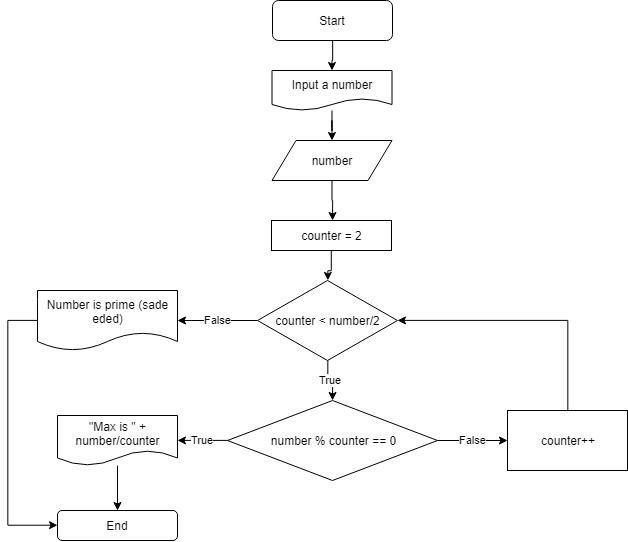 Start
Input a number
number
counter = 2
Number is prime (sade
eded)
False
counter < number/2
True
"Max is " +
number/counter
True
number % counter == 0
False
counter++
End